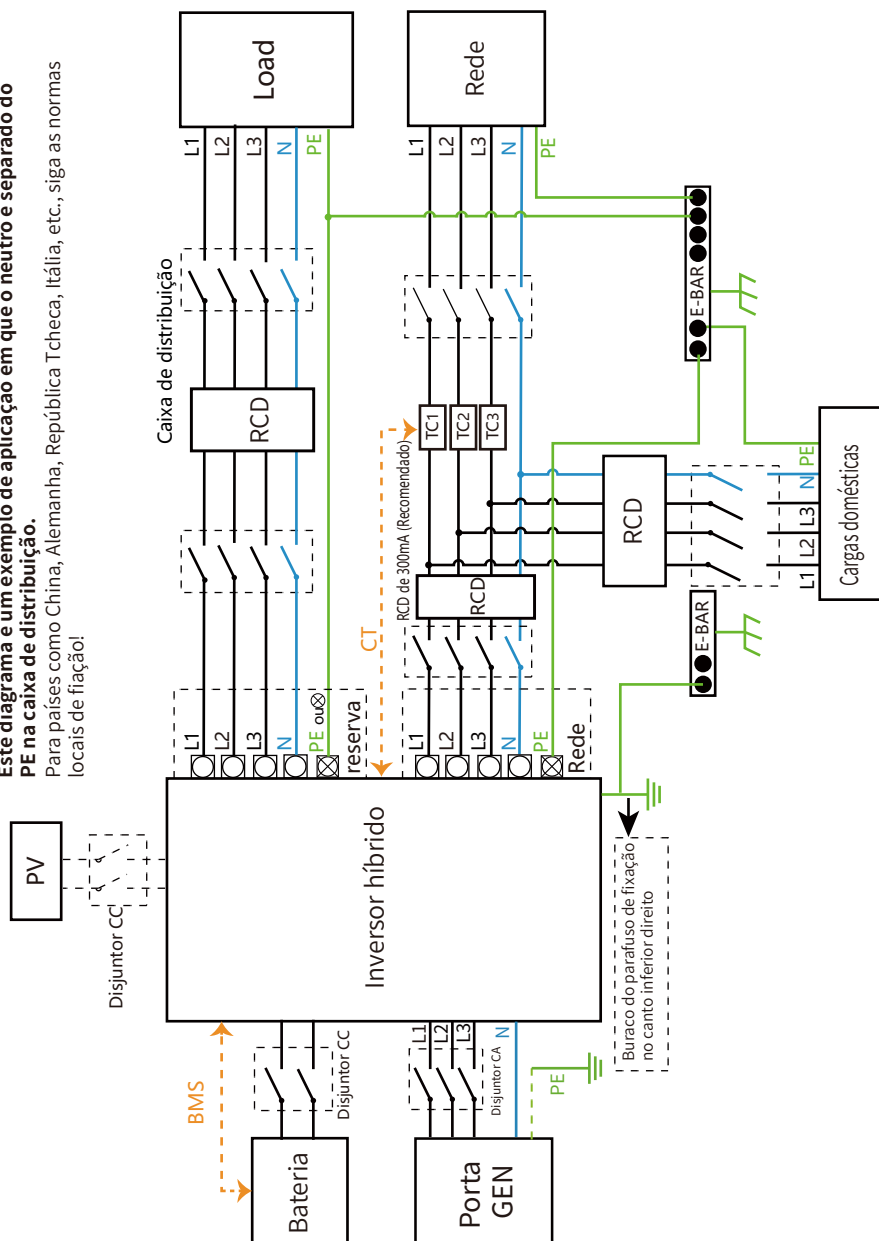 Este diagrama é um exemplo de aplicação em que o neutro é separado do
PE na caixa de distribuição.
Para países como China, Alemanha, República Tcheca, Itália, etc., siga as normas
locais de fiação!
PV
Disjuntor CC
Caixa de distribuição
BMS
Bateria
Disjuntor CC
Inversor híbrido
L1
L2
L3
N
PE ou
reserva
RCD
L1
L2
L3
N
PE
Load
CT
RCD de 300mA (Recomendado)
Porta
GEN
L1
L2
L3
N
PE
Disjuntor CA
L1
L2
L3
N
PE
Rede
RCD
TC1
TC2
TC3
L1
L2
L3
N
PE
Rede
Buraco do parafuso de fixação
no canto inferior direito
RCD
E-BAR
E-BAR
L1
L2
L3
N
PE
Cargas domésticas